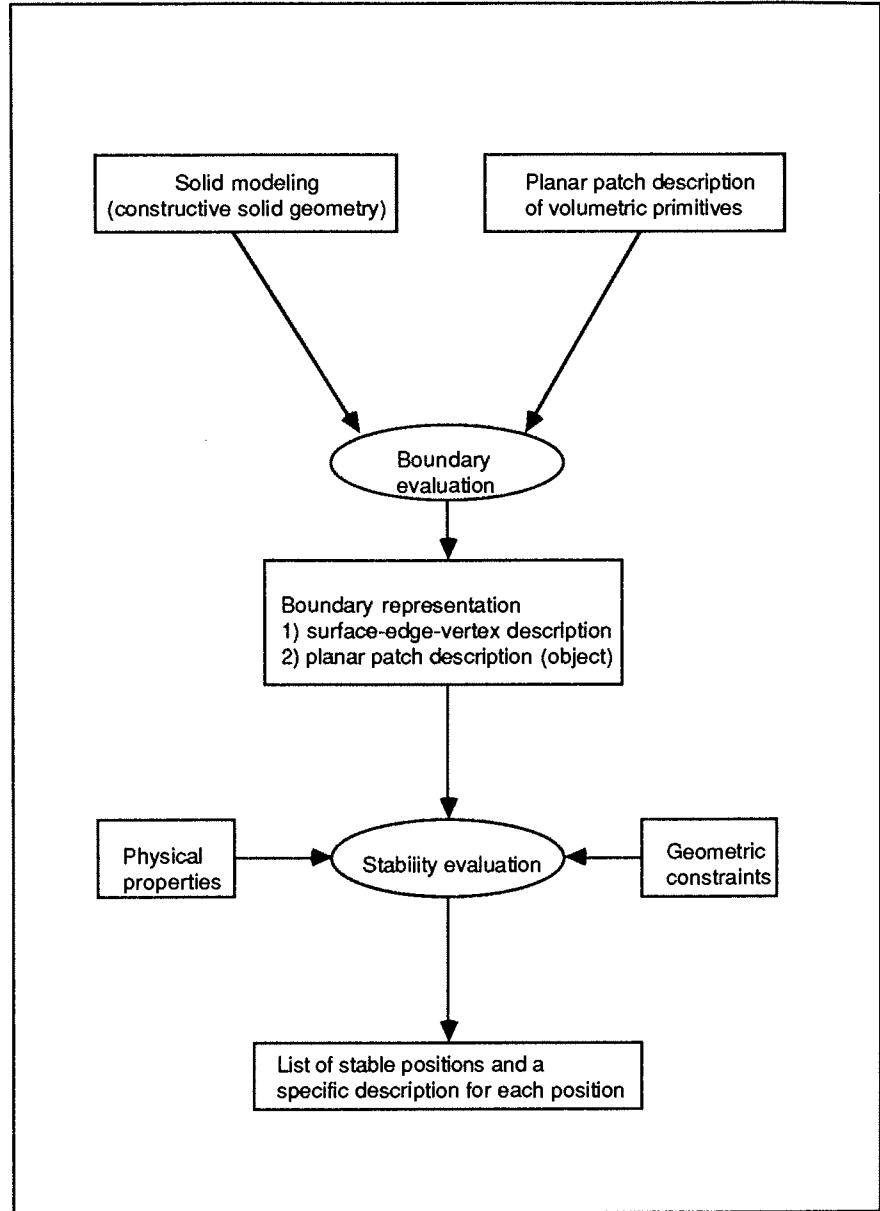 Solid modeling
(constructive solid geometry)
Planar patch description
of volumetric primitives
Boundary
evaluation
Boundary representation
1) surface-edge-vertex description
2) planar patch description (object)
Physical
properties
Stability evaluation
Geometric
constraints
List of stable positions and a
specific description for each position